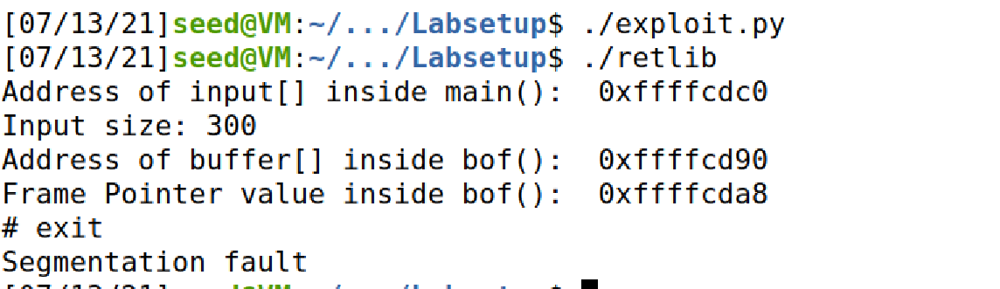 [07/13/21]seed@VM:~/.../Labsetup$ ./exploit.py
[07/13/21]seed@VM:~/.../Labsetup$ ./retlib
Address of input[] inside main():  0xffffcdc0
Input size: 300
Address of buffer[] inside bof():  0xffffcd90
Frame Pointer value inside bof():  0xffffcda8
# exit
Segmentation fault